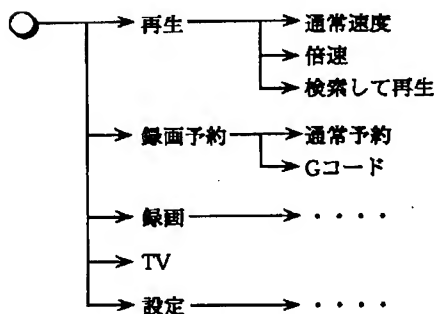 再生
通常速度
倍速
検索して再生
録画予約
通常予約
Gコード
録画
・・・・
TV
設定
・・・・